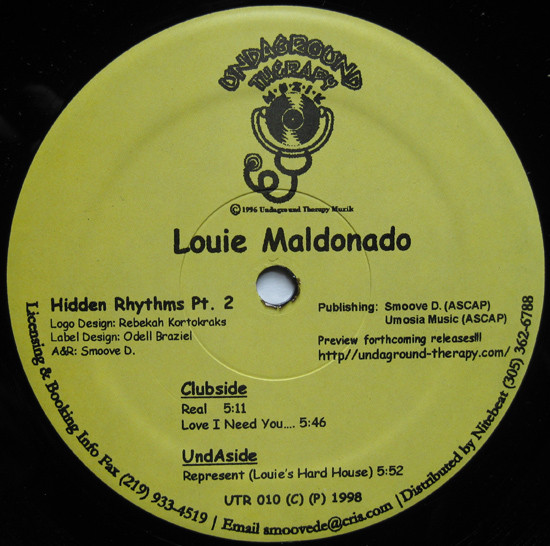 UNDAGROUND
THERAPY
MUZIK
© 1996 Undaground Therapy Muzik
Louie Maldonado
Hidden Rhythms Pt. 2
Logo Design: Rebekah Kortokraks
Label Design: Odell Braziel
A&R: Smoove D.
Publishing: Smoove D. (ASCAP)
Umosia Music (ASCAP)
Preview forthcoming releases!!!
http//undaground-therapy.com/
Clubside
Real 5:11
Love I Need You.... 5:46
UndAside
Represent (Louie's Hard House) 5:52
UTR 010 (C) (P) 1998
Licensing & Booking Info Fax (219) 933-4519 | Email smoovede@cris.com | Distributed by Nitebeat (305) 362-6788